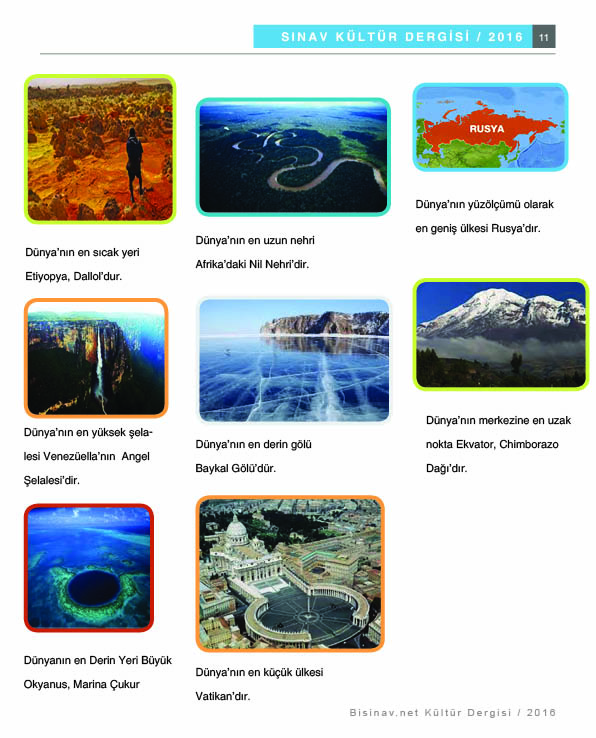 SINAV KÜLTÜR DERGİSİ / 2016 11
Dünya'nın en sıcak yeri
Etiyopya, Dallol'dur.
Dünya'nın en uzun nehri
Afrika'daki Nil Nehri'dir.
RUSYA
Dünya'nın yüzölçümü olarak
en geniş ülkesi Rusya'dır.
Dünya'nın en yüksek şela-
lesi Venezüella'nın Angel
Şelalesi'dir.
Dünya'nın en derin gölü
Baykal Gölü'dür.
Dünya'nın merkezine en uzak
nokta Ekvator, Chimborazo
Dağı'dır.
Dünyanın en Derin Yeri Büyük
Okyanus, Marina Çukur
Dünya'nın en küçük ülkesi
Vatikan'dır.
Bisinav.net Kültür Dergisi / 2016